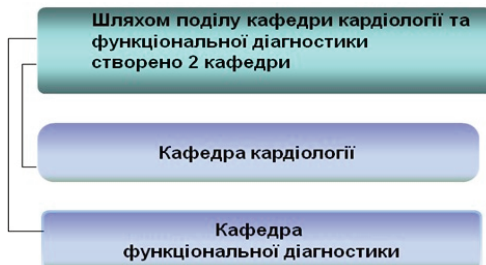 Шляхом поділу кафедри кардіології та
функціональної діагностики
створено 2 кафедри
Кафедра кардіології
Кафедра
функціональної діагностики